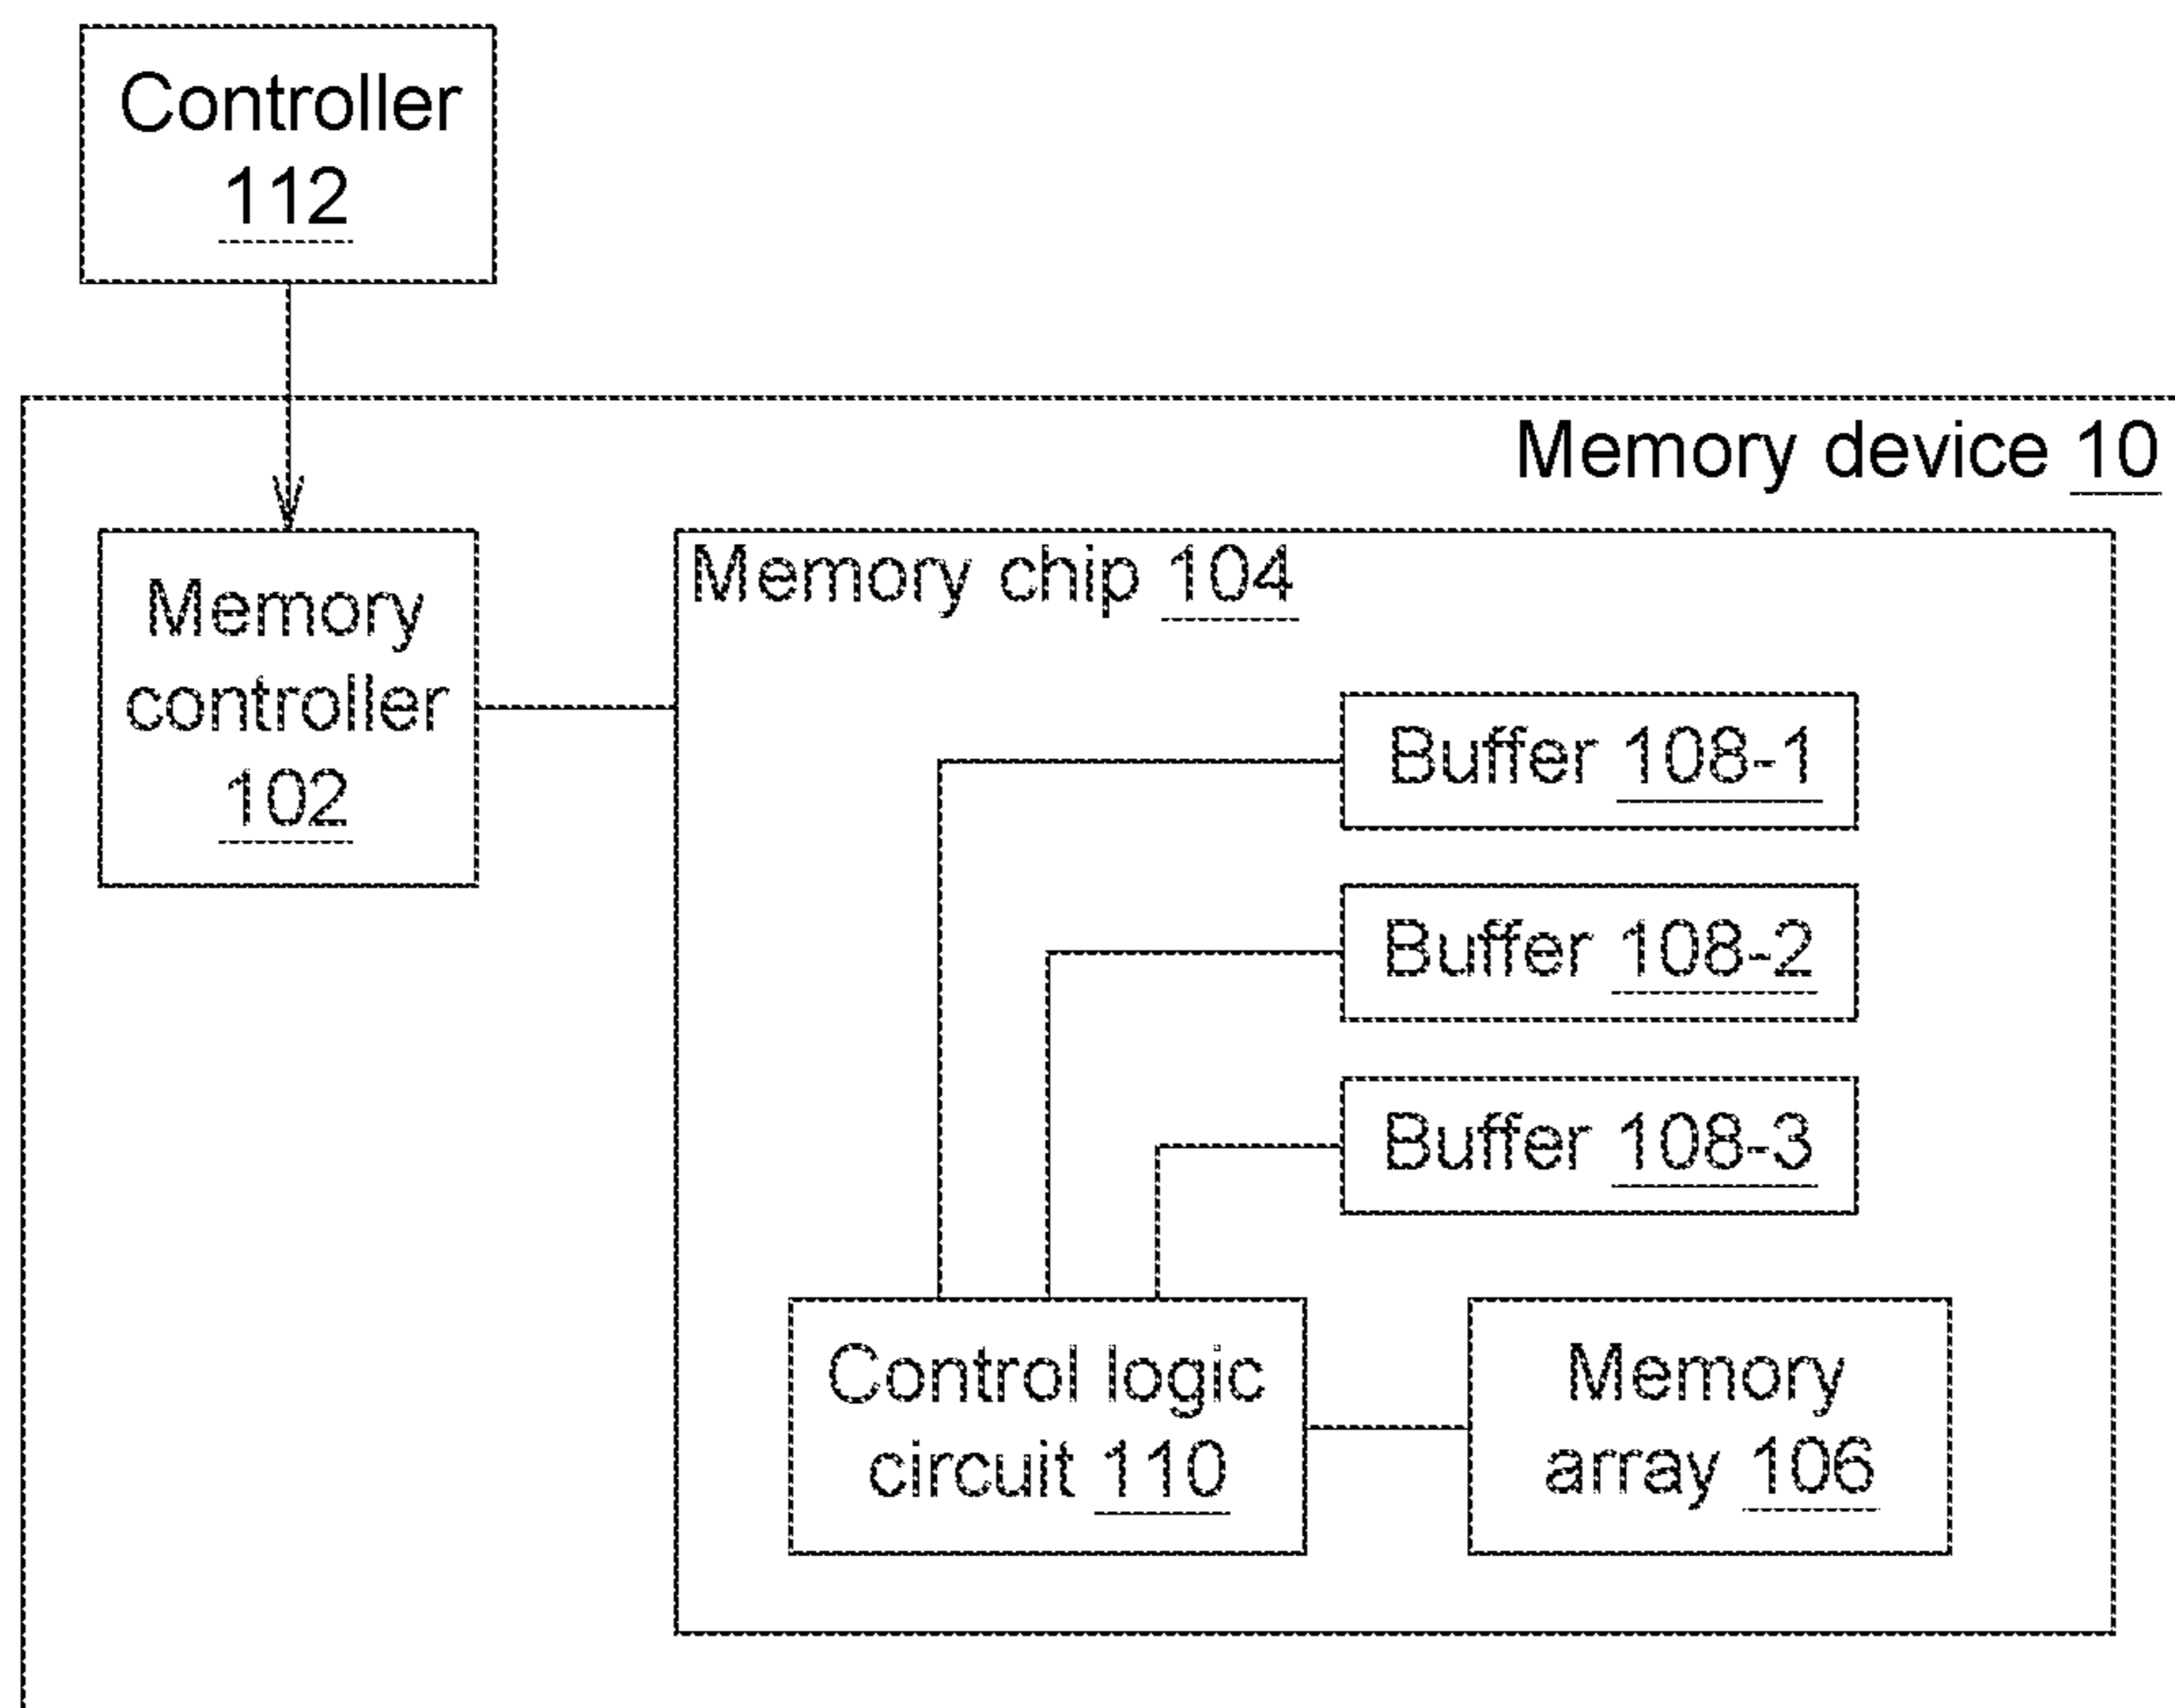 Controller
112
Memory device 10
Memory
controller
102
Memory chip 104
Buffer 108-1
Buffer 108-2
Buffer 108-3
Control logic
circuit 110
Memory
array 106